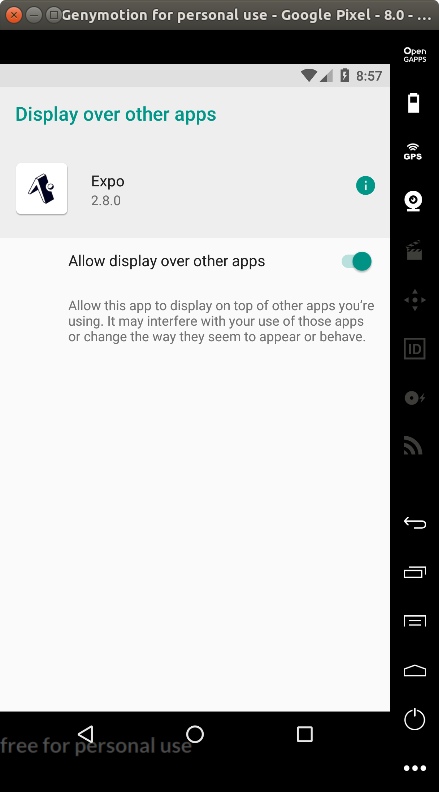 Genymotion for personal use - Google Pixel - 8.0 - ...
Open
GAPPS
8:57
Display over other apps
Expo
2.8.0
GPS
Allow display over other apps
Allow this app to display on top of other apps you're
using. It may interfere with your use of those apps
or change the way they seem to appear or behave.
ID
free for personal use